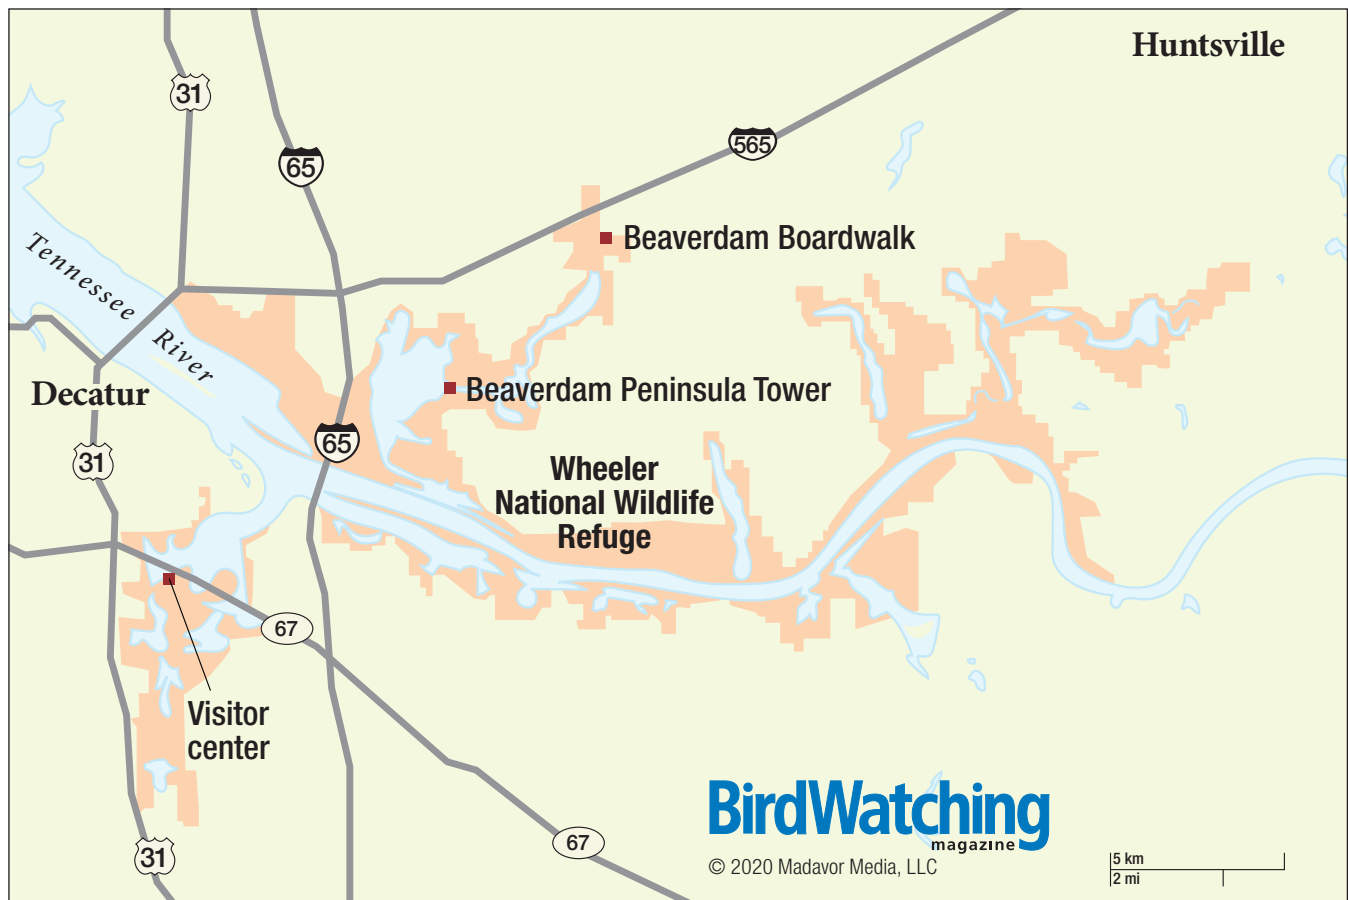 Huntsville
31
65
565
Beaverdam Boardwalk
Tennessee
River
Decatur
Beaverdam Peninsula Tower
65
31
Wheeler
National Wildlife
Refuge
67
Visitor
center
BirdWatching
magazine
67
31
© 2020 Madavor Media, LLC
5 km
2 mi